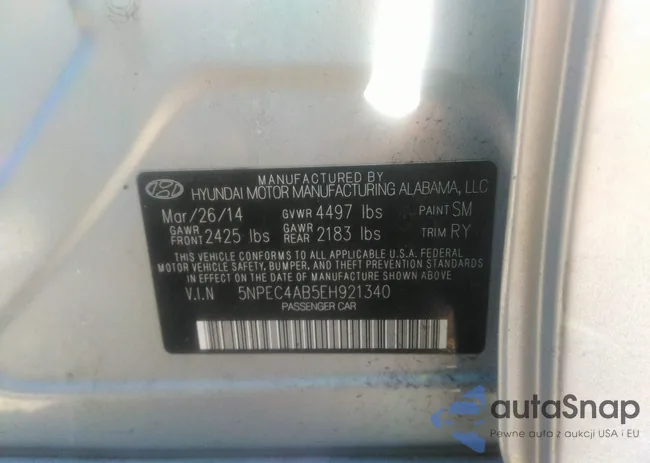 MANUFACTURED BY
HYUNDAI MOTOR MANUFACTURING ALABAMA, LLC
Mar/26/14 GVWR 4497 lbs PAINT SM
GAWR FRONT 2425 lbs GAWR REAR 2183 lbs TRIM RY
THIS VEHICLE CONFORMS TO ALL APPLICABLE U.S.A. FEDERAL
MOTOR VEHICLE SAFETY, BUMPER, AND THEFT PREVENTION STANDARDS
IN EFFECT ON THE DATE OF MANUFACTURE SHOWN ABOVE.
V.I.N 5NPEC4AB5EH921340
PASSENGER CAR
autaSnap
Pewne auta z aukcji USA i EU